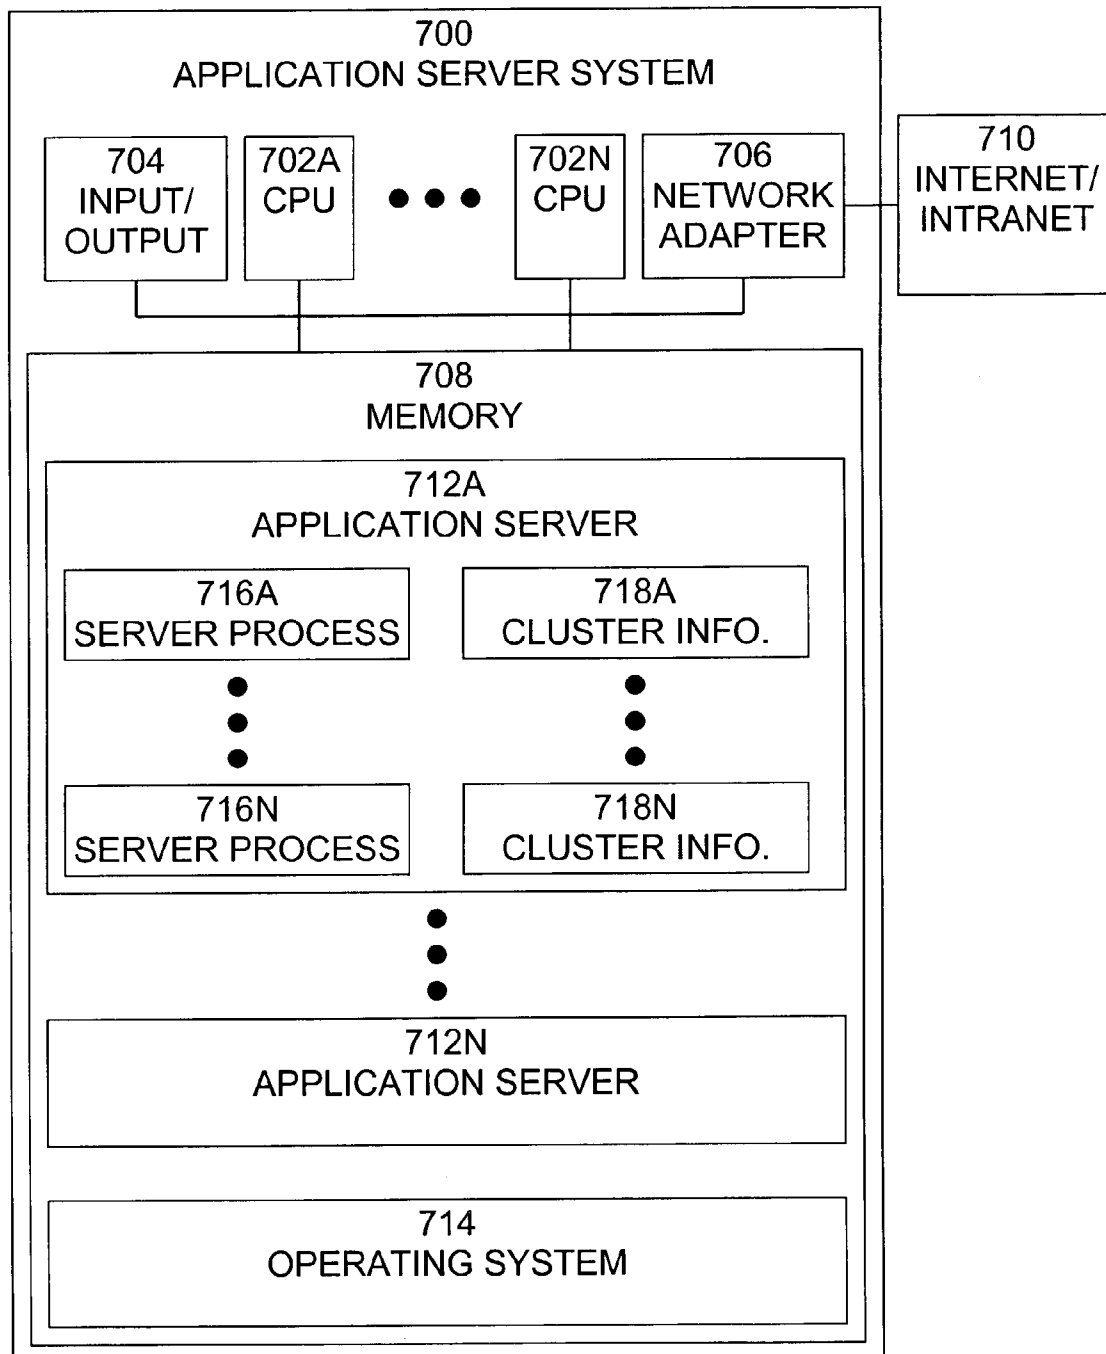 700
APPLICATION SERVER SYSTEM
704
INPUT/
OUTPUT
702A
CPU
702N
CPU
706
NETWORK
ADAPTER
710
INTERNET/
INTRANET
708
MEMORY
712A
APPLICATION SERVER
716A
SERVER PROCESS
718A
CLUSTER INFO.
716N
SERVER PROCESS
718N
CLUSTER INFO.
712N
APPLICATION SERVER
714
OPERATING SYSTEM